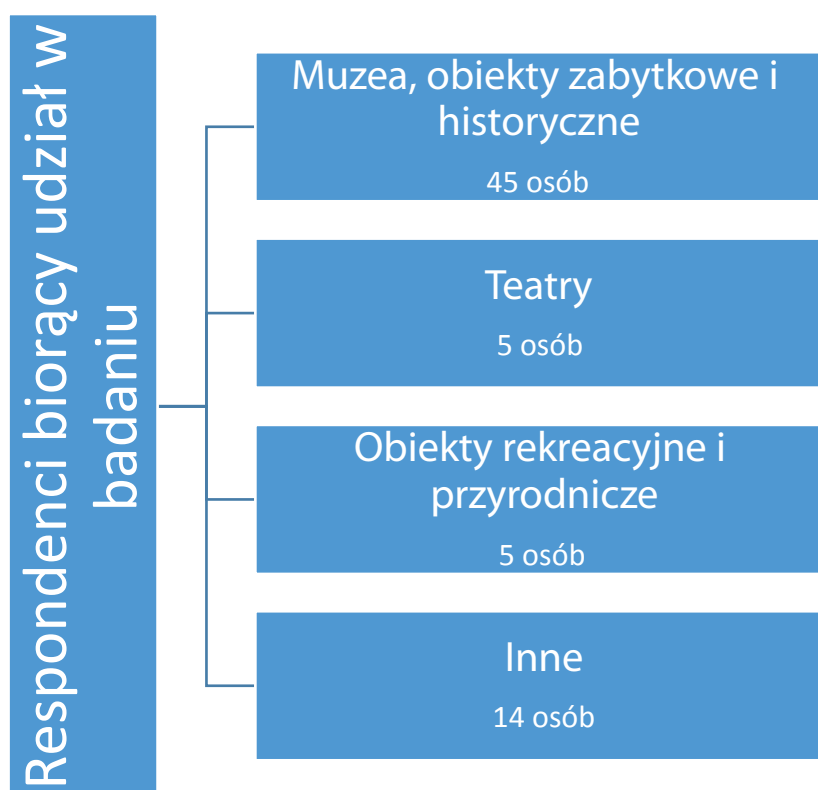 Respondenci biorący udział w
badaniu
Muzea, obiekty zabytkowe i
historyczne
45 osób
Teatry
5 osób
Obiekty rekreacyjne i
przyrodnicze
5 osób
Inne
14 osób